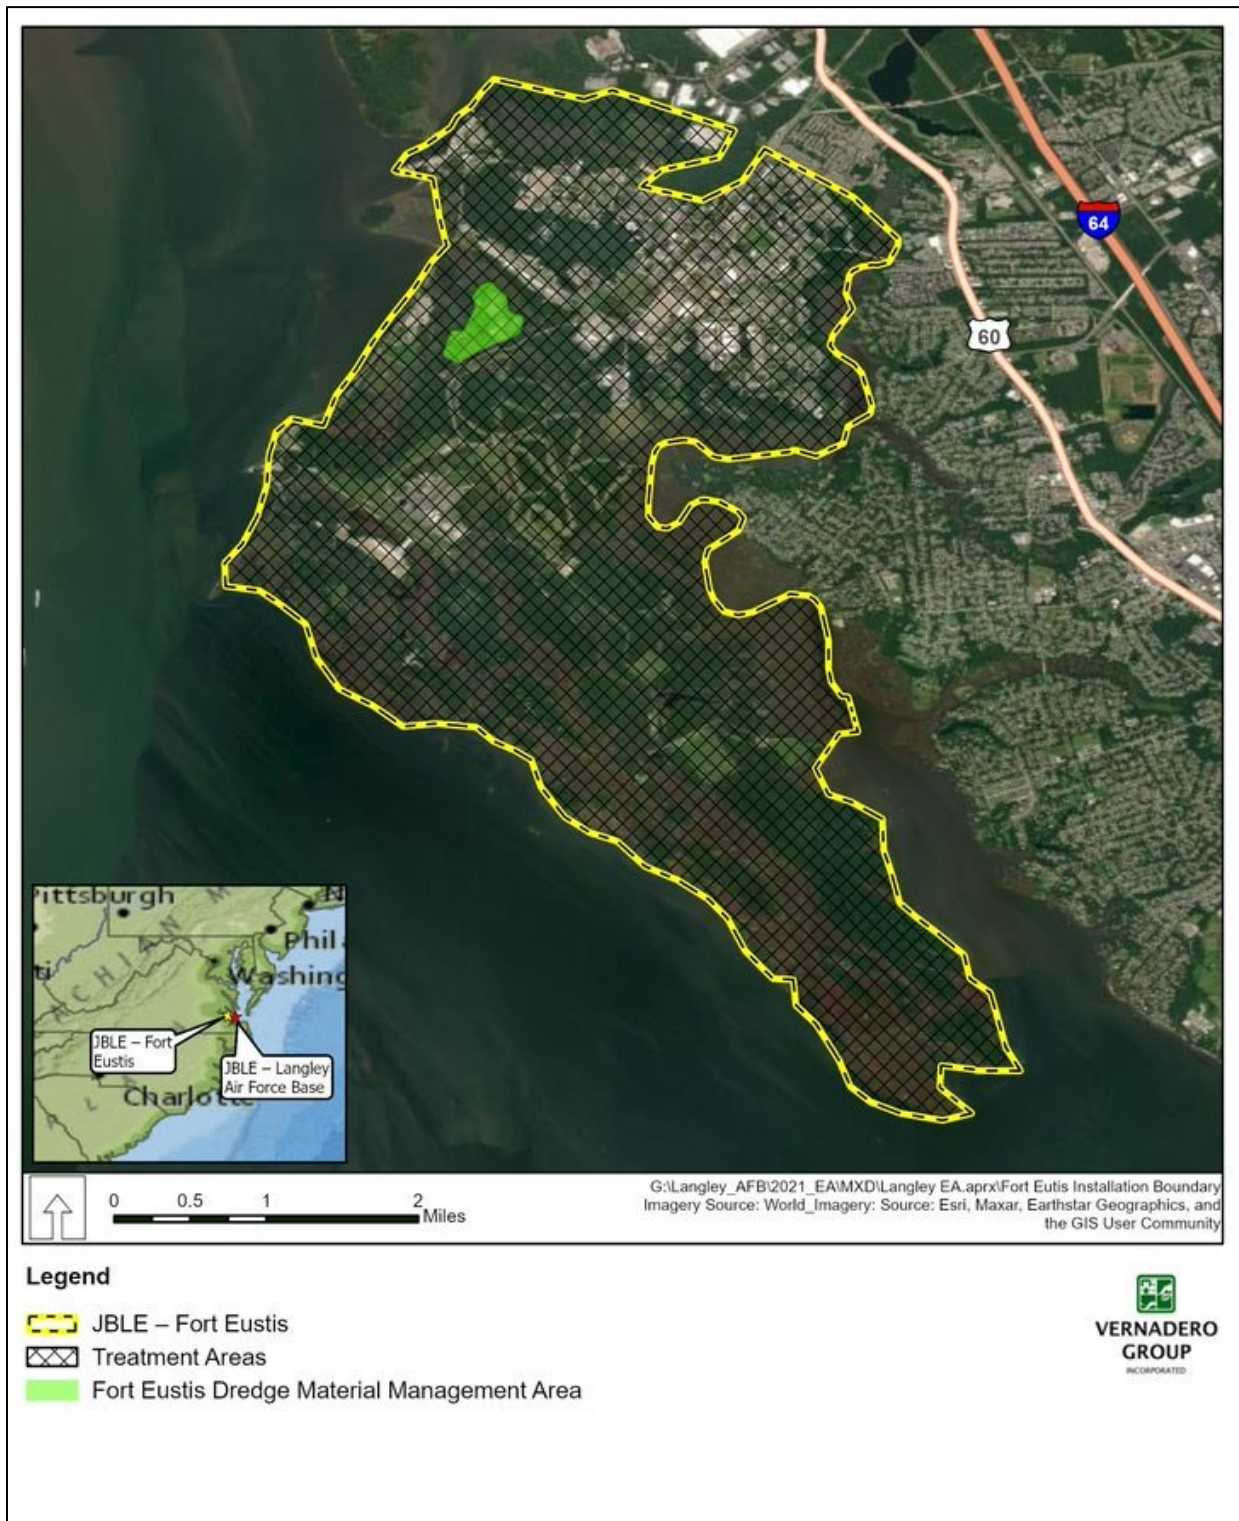 64
60
Pittsburgh
Phil
Washing
CHIAN M
JBLE – Fort
Eustis
JBLE – Langley
Air Force Base
Charlotte
0 0.5 1 2
Miles
G:\Langley_AFB\2021_EA\MXD\Langley EA.aprx\Fort Eutis Installation Boundary
Imagery Source: World_Imagery: Source: Esri, Maxar, Earthstar Geographics, and
the GIS User Community
Legend
JBLE – Fort Eustis
Treatment Areas
Fort Eustis Dredge Material Management Area
VERNADERO
GROUP
INCORPORATED